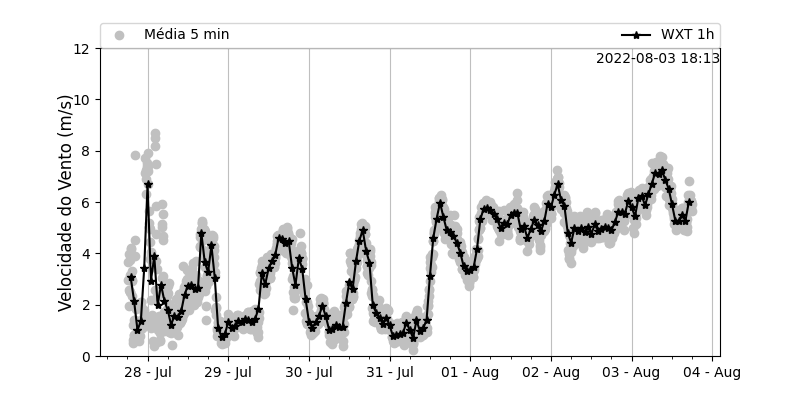 Média 5 min
WXT 1h
2022-08-03 18:13
Velocidade do Vento (m/s)
12
10
8
6
4
2
0
28 - Jul
29 - Jul
30 - Jul
31 - Jul
01 - Aug
02 - Aug
03 - Aug
04 - Aug